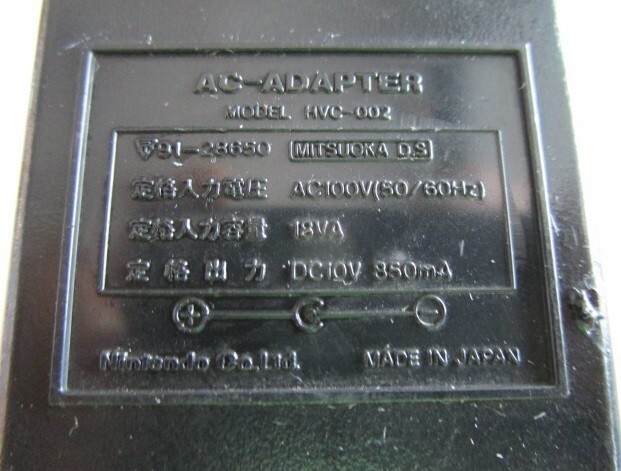 AC-ADAPTER
MODEL HVC-002
91-28650 MITSUOKA D.S
定格入力電圧 AC100V(50/60Hz)
定格入力容量 18VA
定格出力 DC10V 850mA
Nintendo Co.,Ltd. MADE IN JAPAN